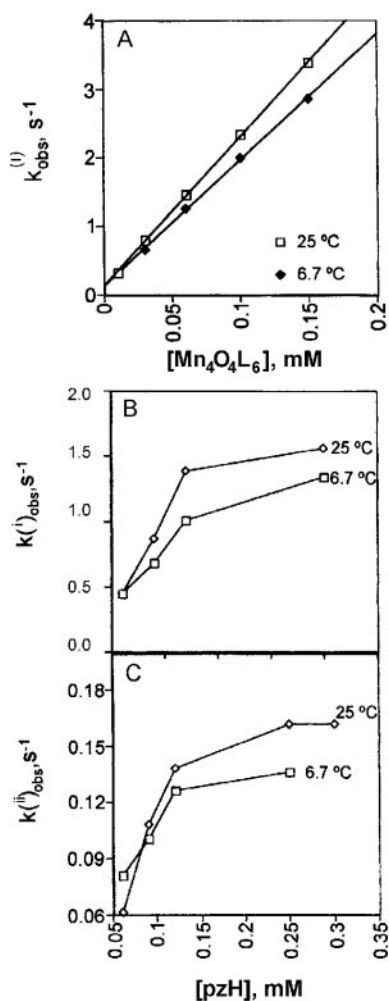 A
k(I)obs, s-1
4
3
2
1
0
□ 25 ºC
◆ 6.7 ºC
0
0.05
0.1
0.15
0.2
[Mn4O4L6], mM
B
k(i)obs,s-1
2.0
1.5
1.0
0.5
0.0
25 ºC
6.7 ºC
C
k(ii)obs,s-1
0.18
0.15
0.12
0.09
0.06
25 ºC
6.7 ºC
0.05
0.1
0.15
0.2
0.25
0.3
0.35
[pzH], mM